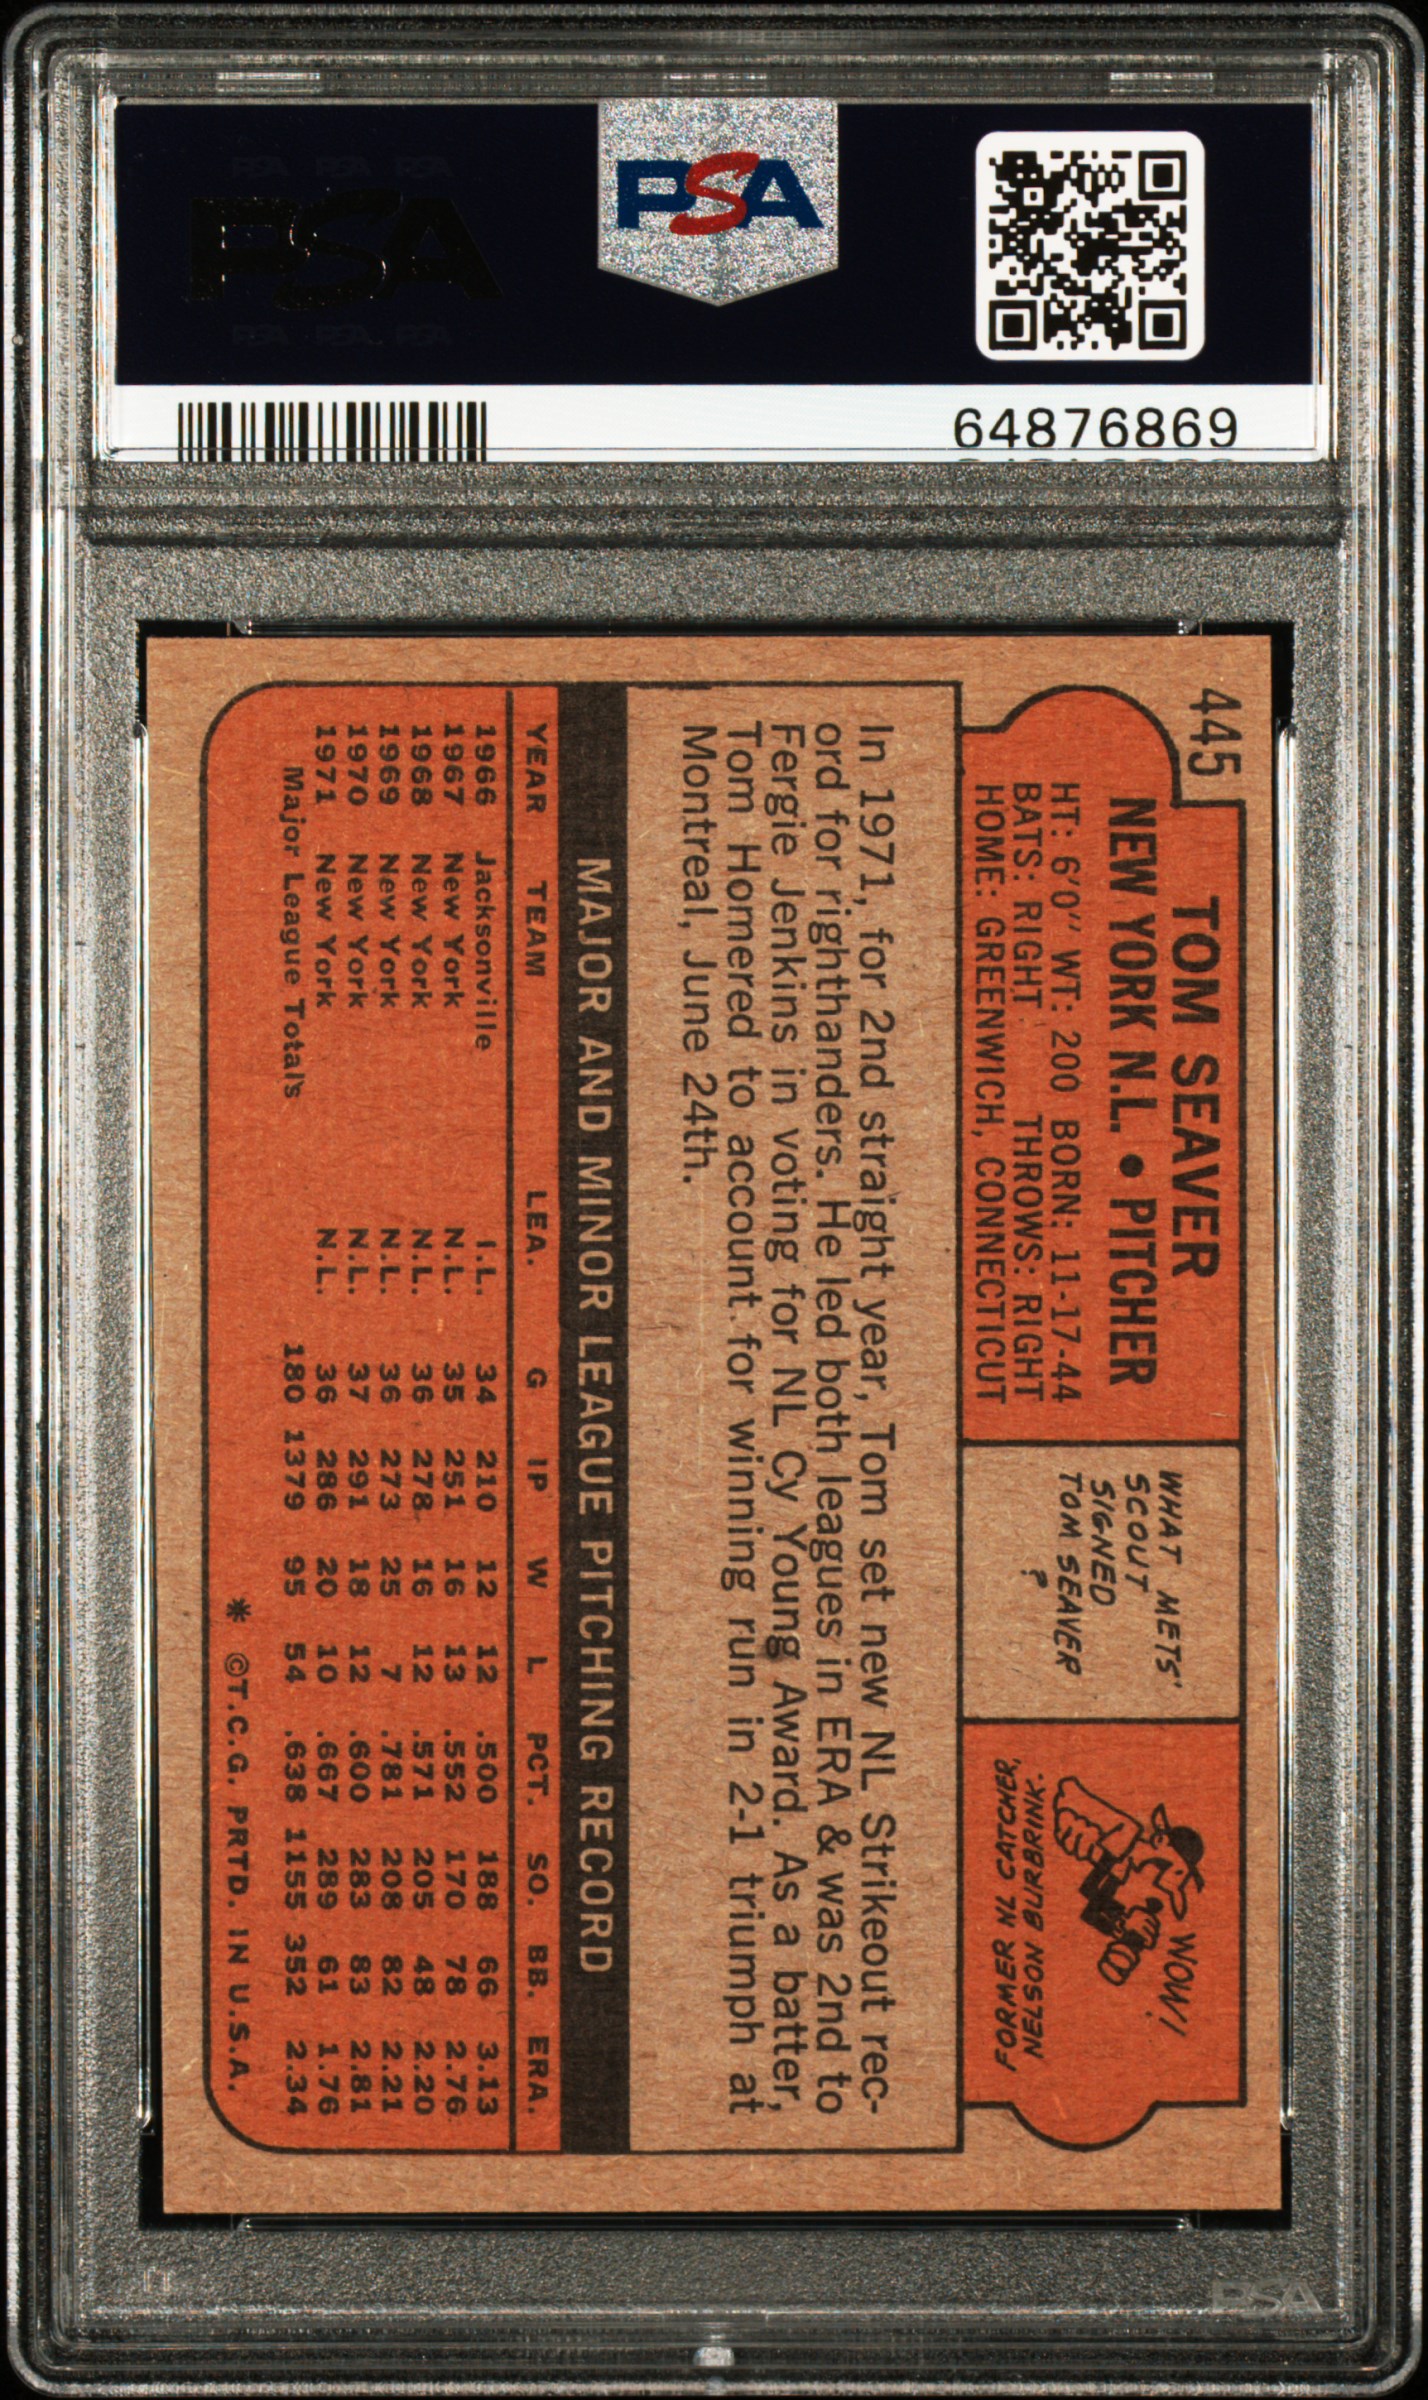 PSA
PSA
64876869
445
TOM SEAVER
NEW YORK N.L. • PITCHER
HT: 6'0" WT: 200 BORN: 11-17-44
BATS: RIGHT THROWS: RIGHT
HOME: GREENWICH, CONNECTICUT
WHAT METS'
SCOUT
SIGNED
TOM SEAVER
?
WOW!
FORMER N.Y. CATCHER,
NELSON BURBRINK.
In 1971, for 2nd straight year, Tom set new NL Strikeout rec-
ord for righthanders. He led both leagues in ERA & was 2nd to
Fergie Jenkins in voting for NL Cy Young Award. As a batter,
Tom Homered to account for winning run in 2-1 triumph at
Montreal, June 24th.
MAJOR AND MINOR LEAGUE PITCHING RECORD
YEAR TEAM LEA. G IP W L PCT. SO. BB. ERA.
1966 Jacksonville I.L. 34 210 12 12 .500 188 66 3.13
1967 New York N.L. 35 251 16 13 .552 170 78 2.76
1968 New York N.L. 36 278 16 12 .571 205 48 2.20
1969 New York N.L. 36 273 25 7 .781 208 82 2.21
1970 New York N.L. 37 291 18 12 .600 283 83 2.81
1971 New York N.L. 36 286 20 10 .667 289 61 1.76
Major League Totals 180 1379 95 54 .638 1155 352 2.34
* ©T.C.G. PRTD. IN U.S.A.
PSA